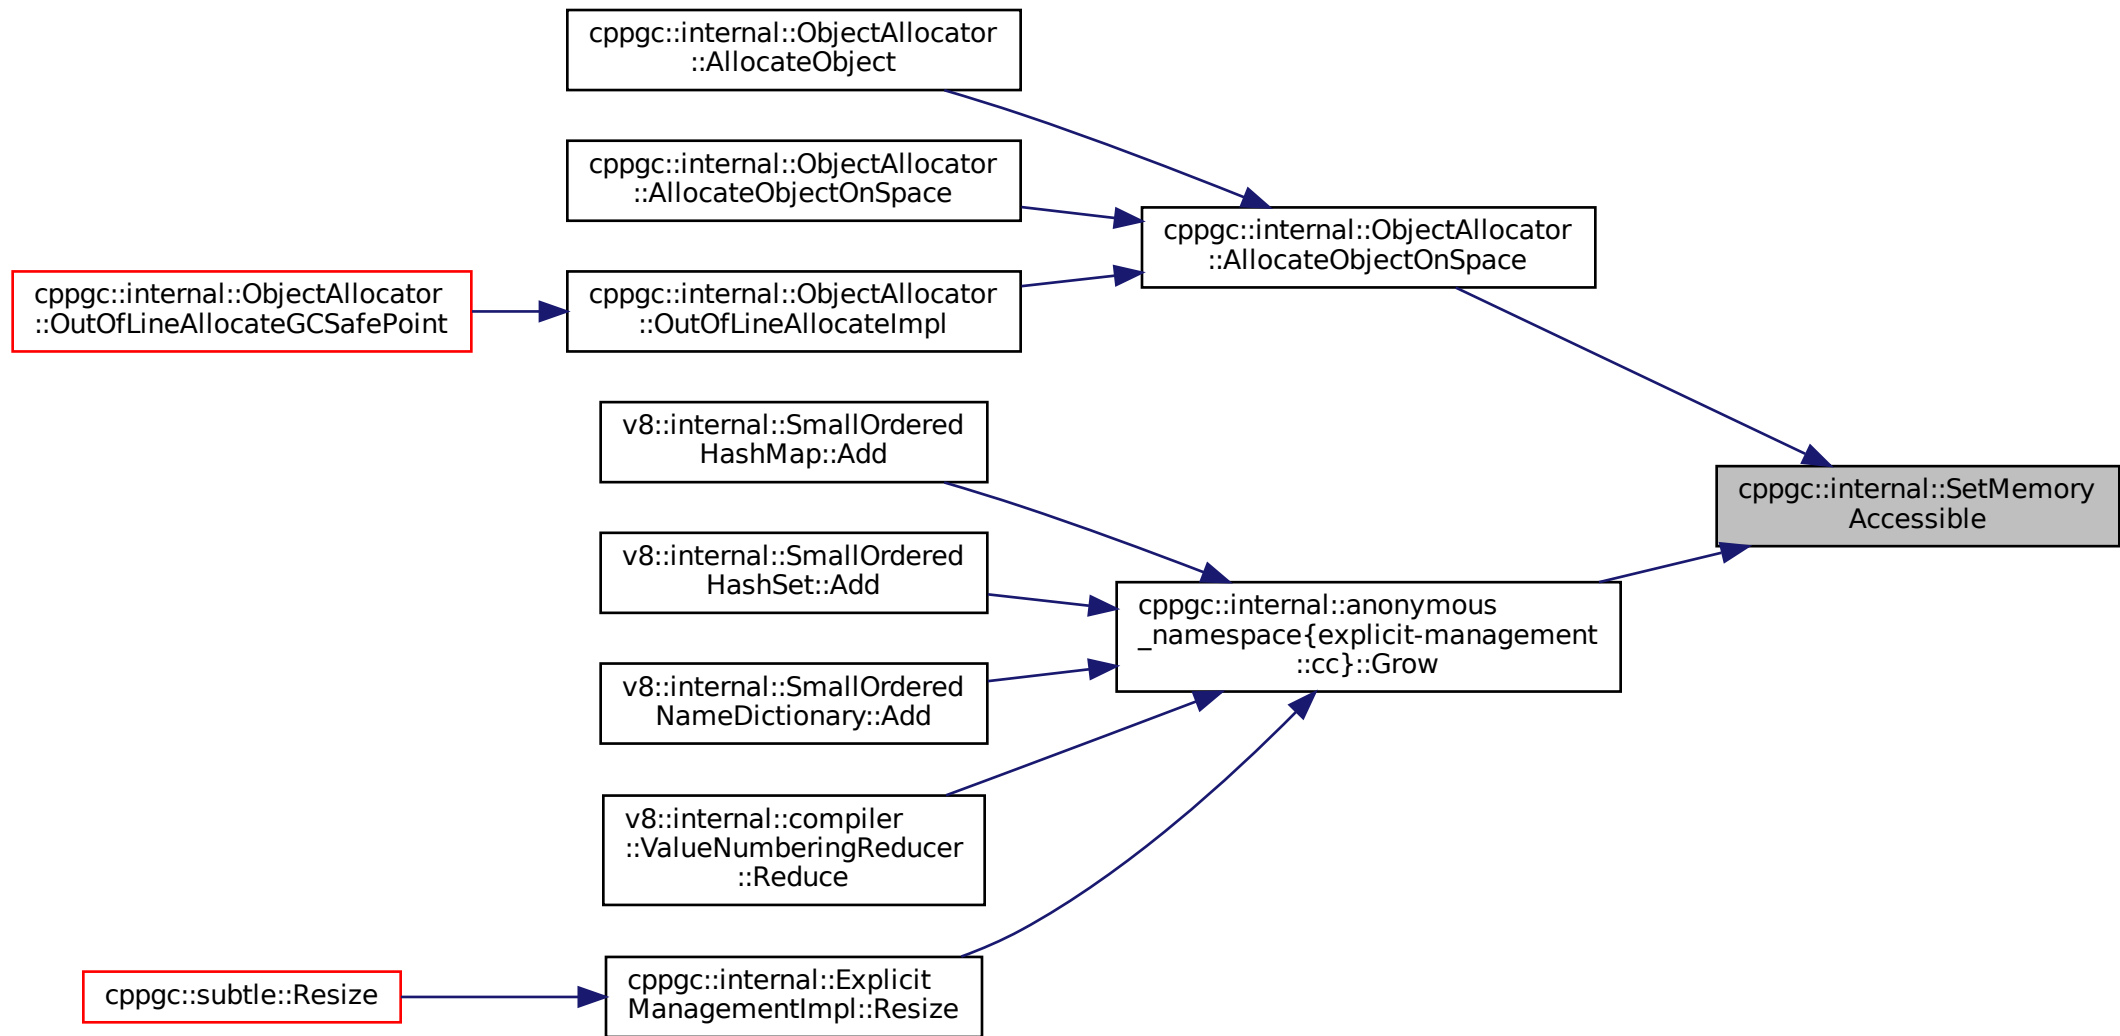 cppgc::internal::ObjectAllocator
::AllocateObject
cppgc::internal::ObjectAllocator
::AllocateObjectOnSpace
cppgc::internal::ObjectAllocator
::AllocateObjectOnSpace
cppgc::internal::ObjectAllocator
::OutOfLineAllocateGCSafePoint
cppgc::internal::ObjectAllocator
::OutOfLineAllocateImpl
v8::internal::SmallOrdered
HashMap::Add
cppgc::internal::SetMemory
Accessible
v8::internal::SmallOrdered
HashSet::Add
cppgc::internal::anonymous
_namespace{explicit-management
::cc}::Grow
v8::internal::SmallOrdered
NameDictionary::Add
v8::internal::compiler
::ValueNumberingReducer
::Reduce
cppgc::subtle::Resize
cppgc::internal::Explicit
ManagementImpl::Resize